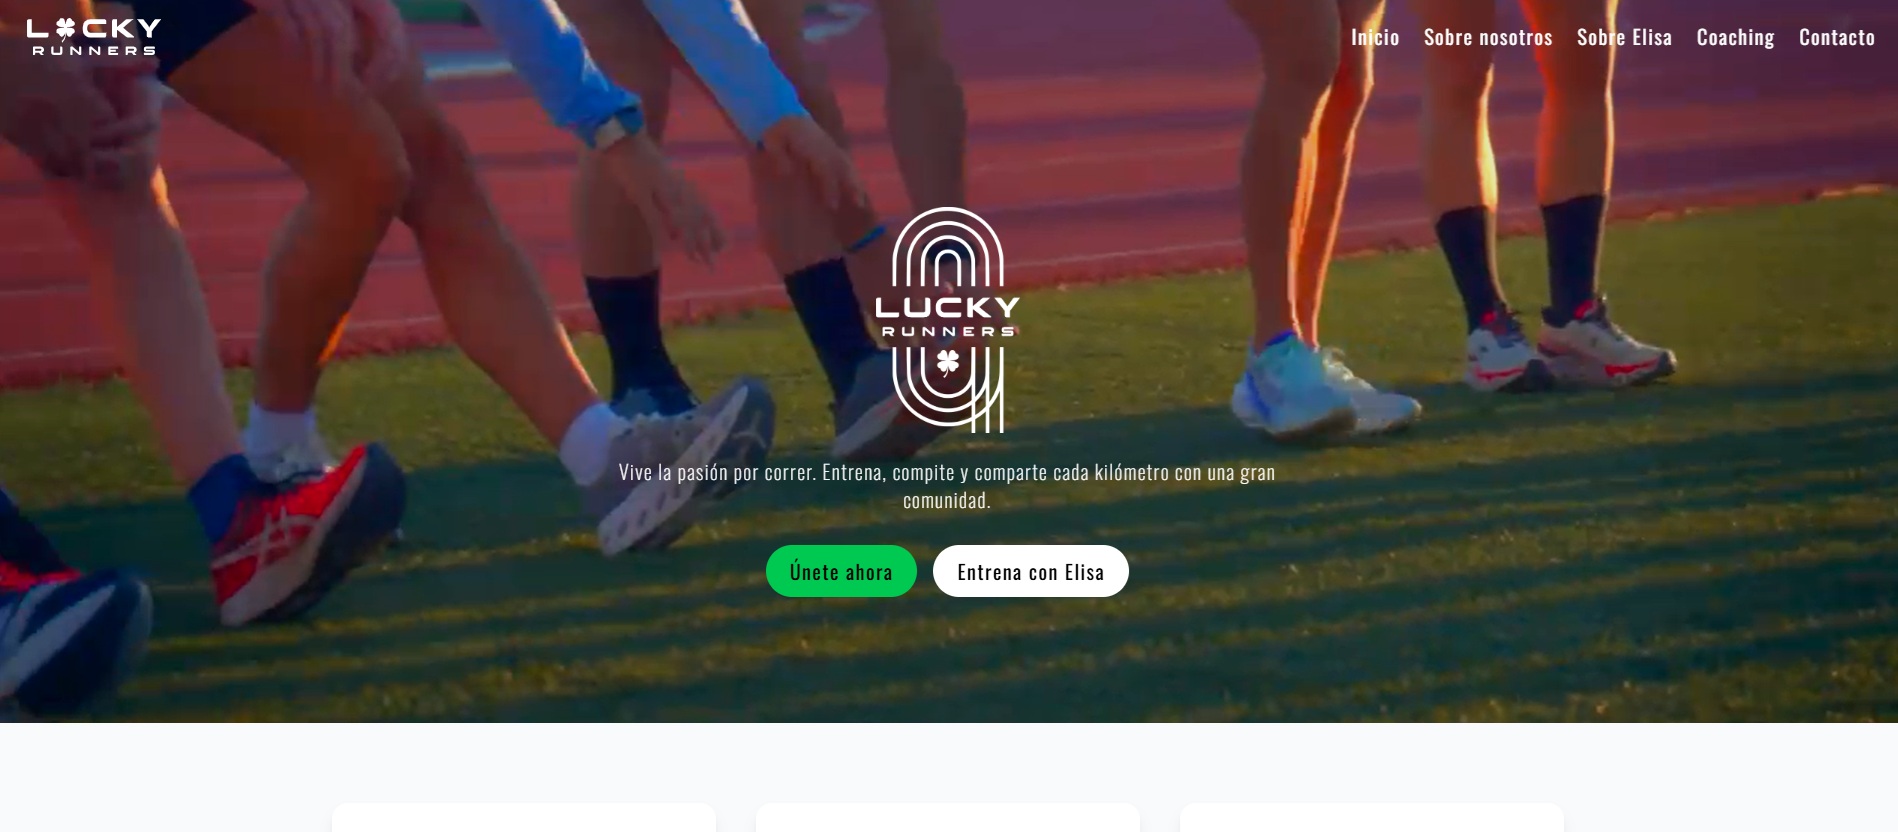 LUCKY
RUNNERS
Inicio Sobre nosotros Sobre Elisa Coaching Contacto
LUCKY
RUNNERS
Vive la pasión por correr. Entrena, compite y comparte cada kilómetro con una gran
comunidad.
Únete ahora Entrena con Elisa